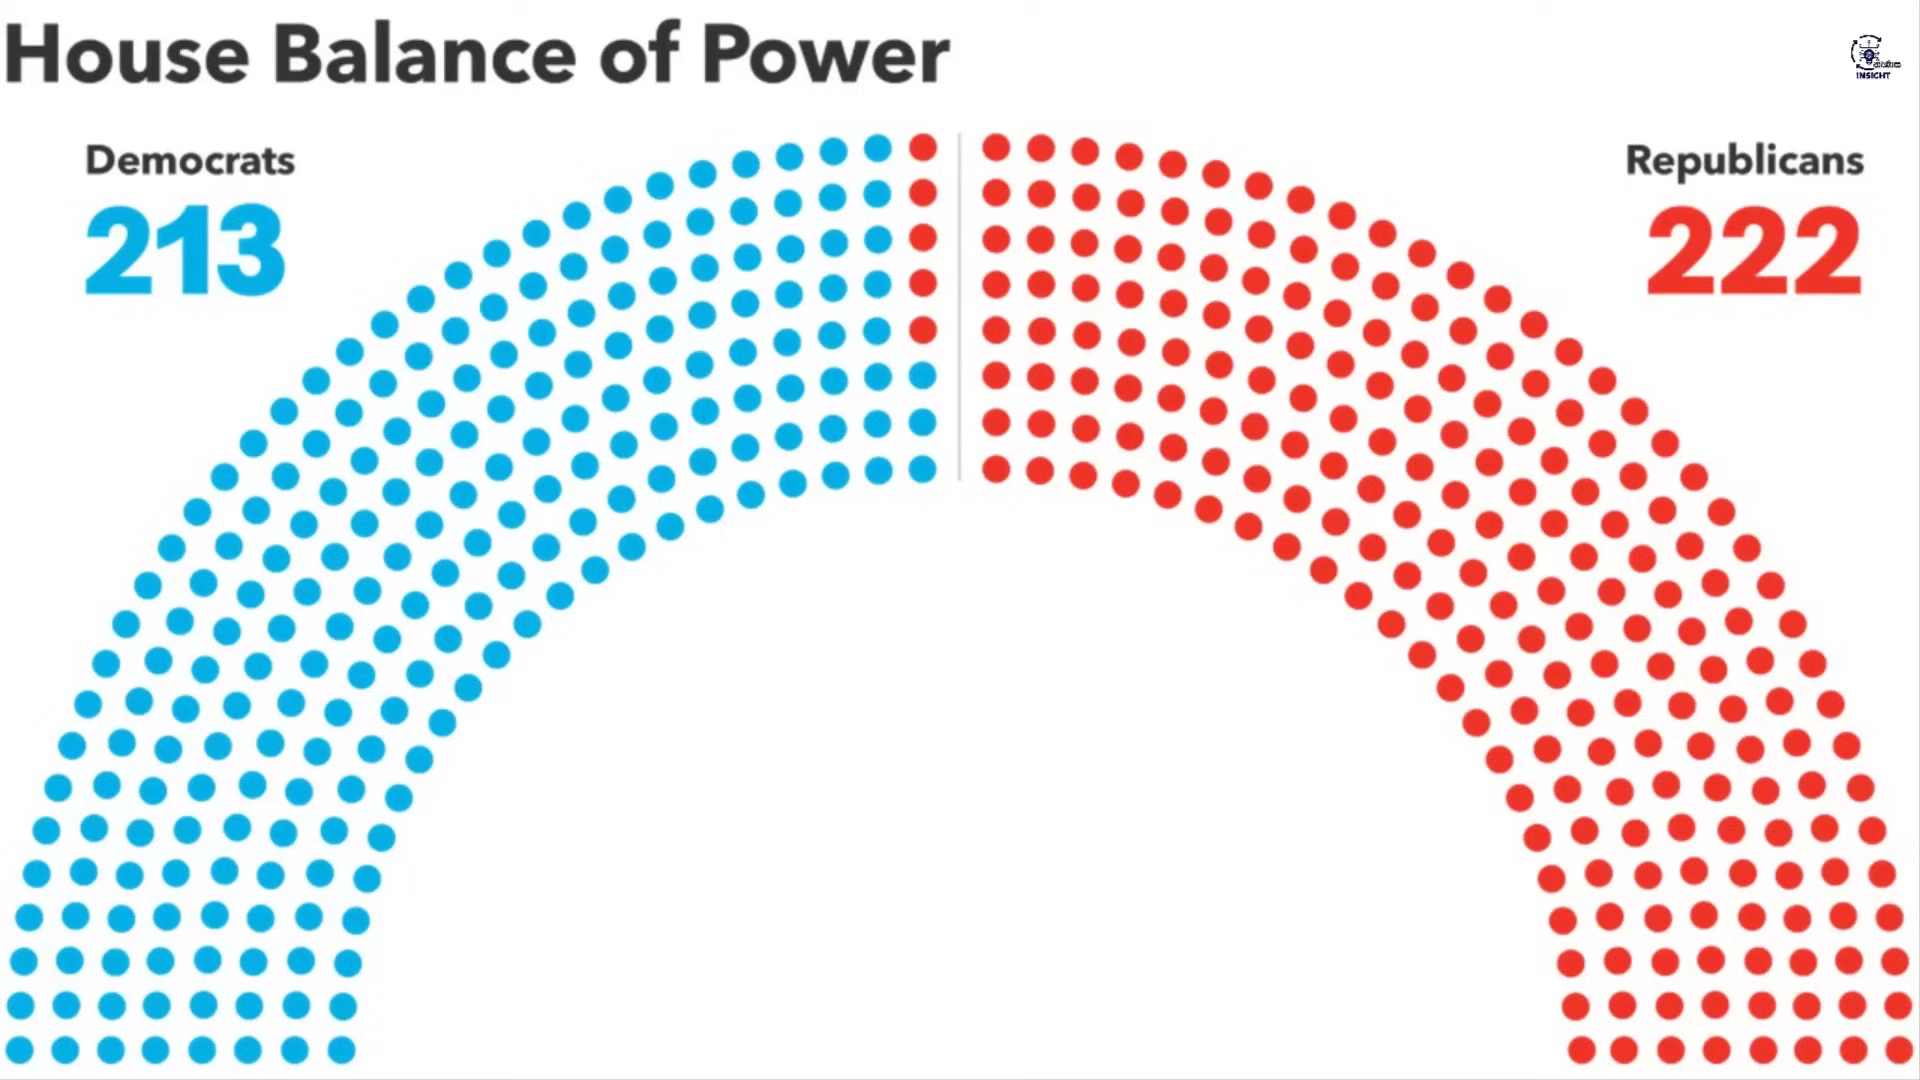 House Balance of Power
INSIGHT
Democrats
213
Republicans
222